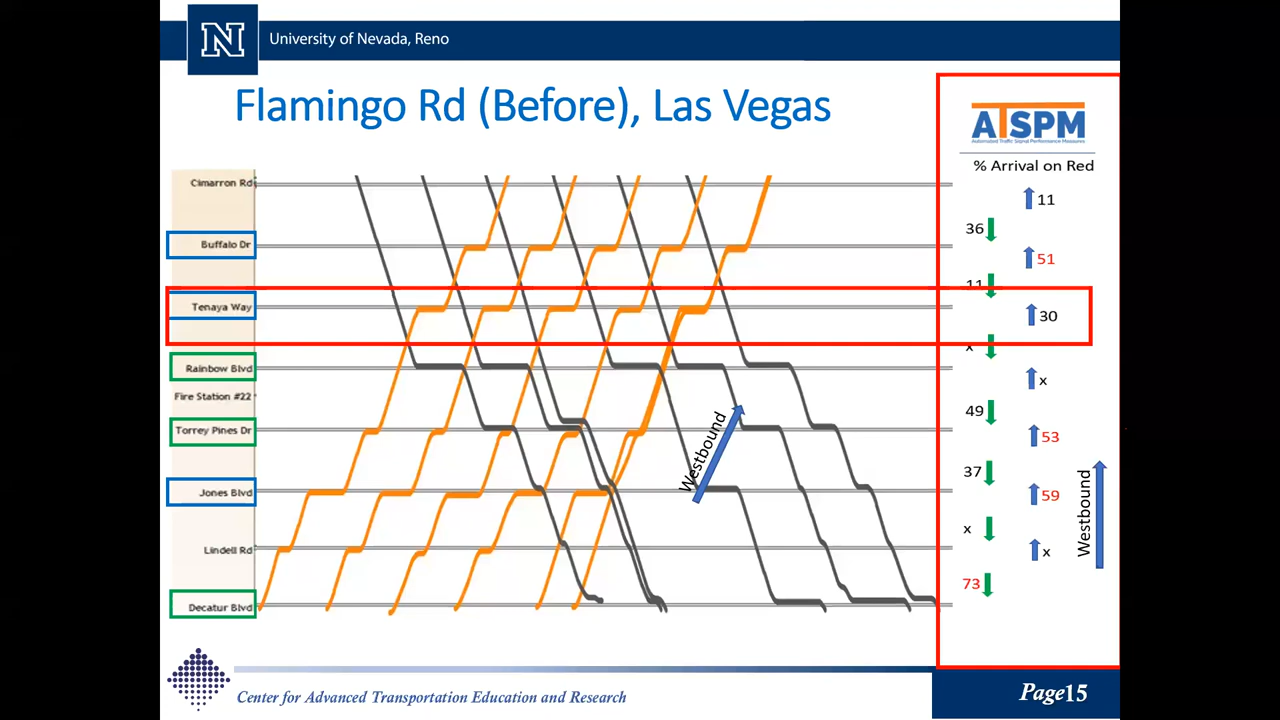 N University of Nevada, Reno
Flamingo Rd (Before), Las Vegas
ATSPM
Automated Traffic Signal Performance Measures
% Arrival on Red
Cimarron Rd
11
36
Buffalo Dr
51
11
Tenaya Way
30
x
Rainbow Blvd
x
Fire Station #22
49
Torrey Pines Dr
53
Westbound
37
Jones Blvd
59
Westbound
x
Lindell Rd
x
73
Decatur Blvd
Center for Advanced Transportation Education and Research
Page15